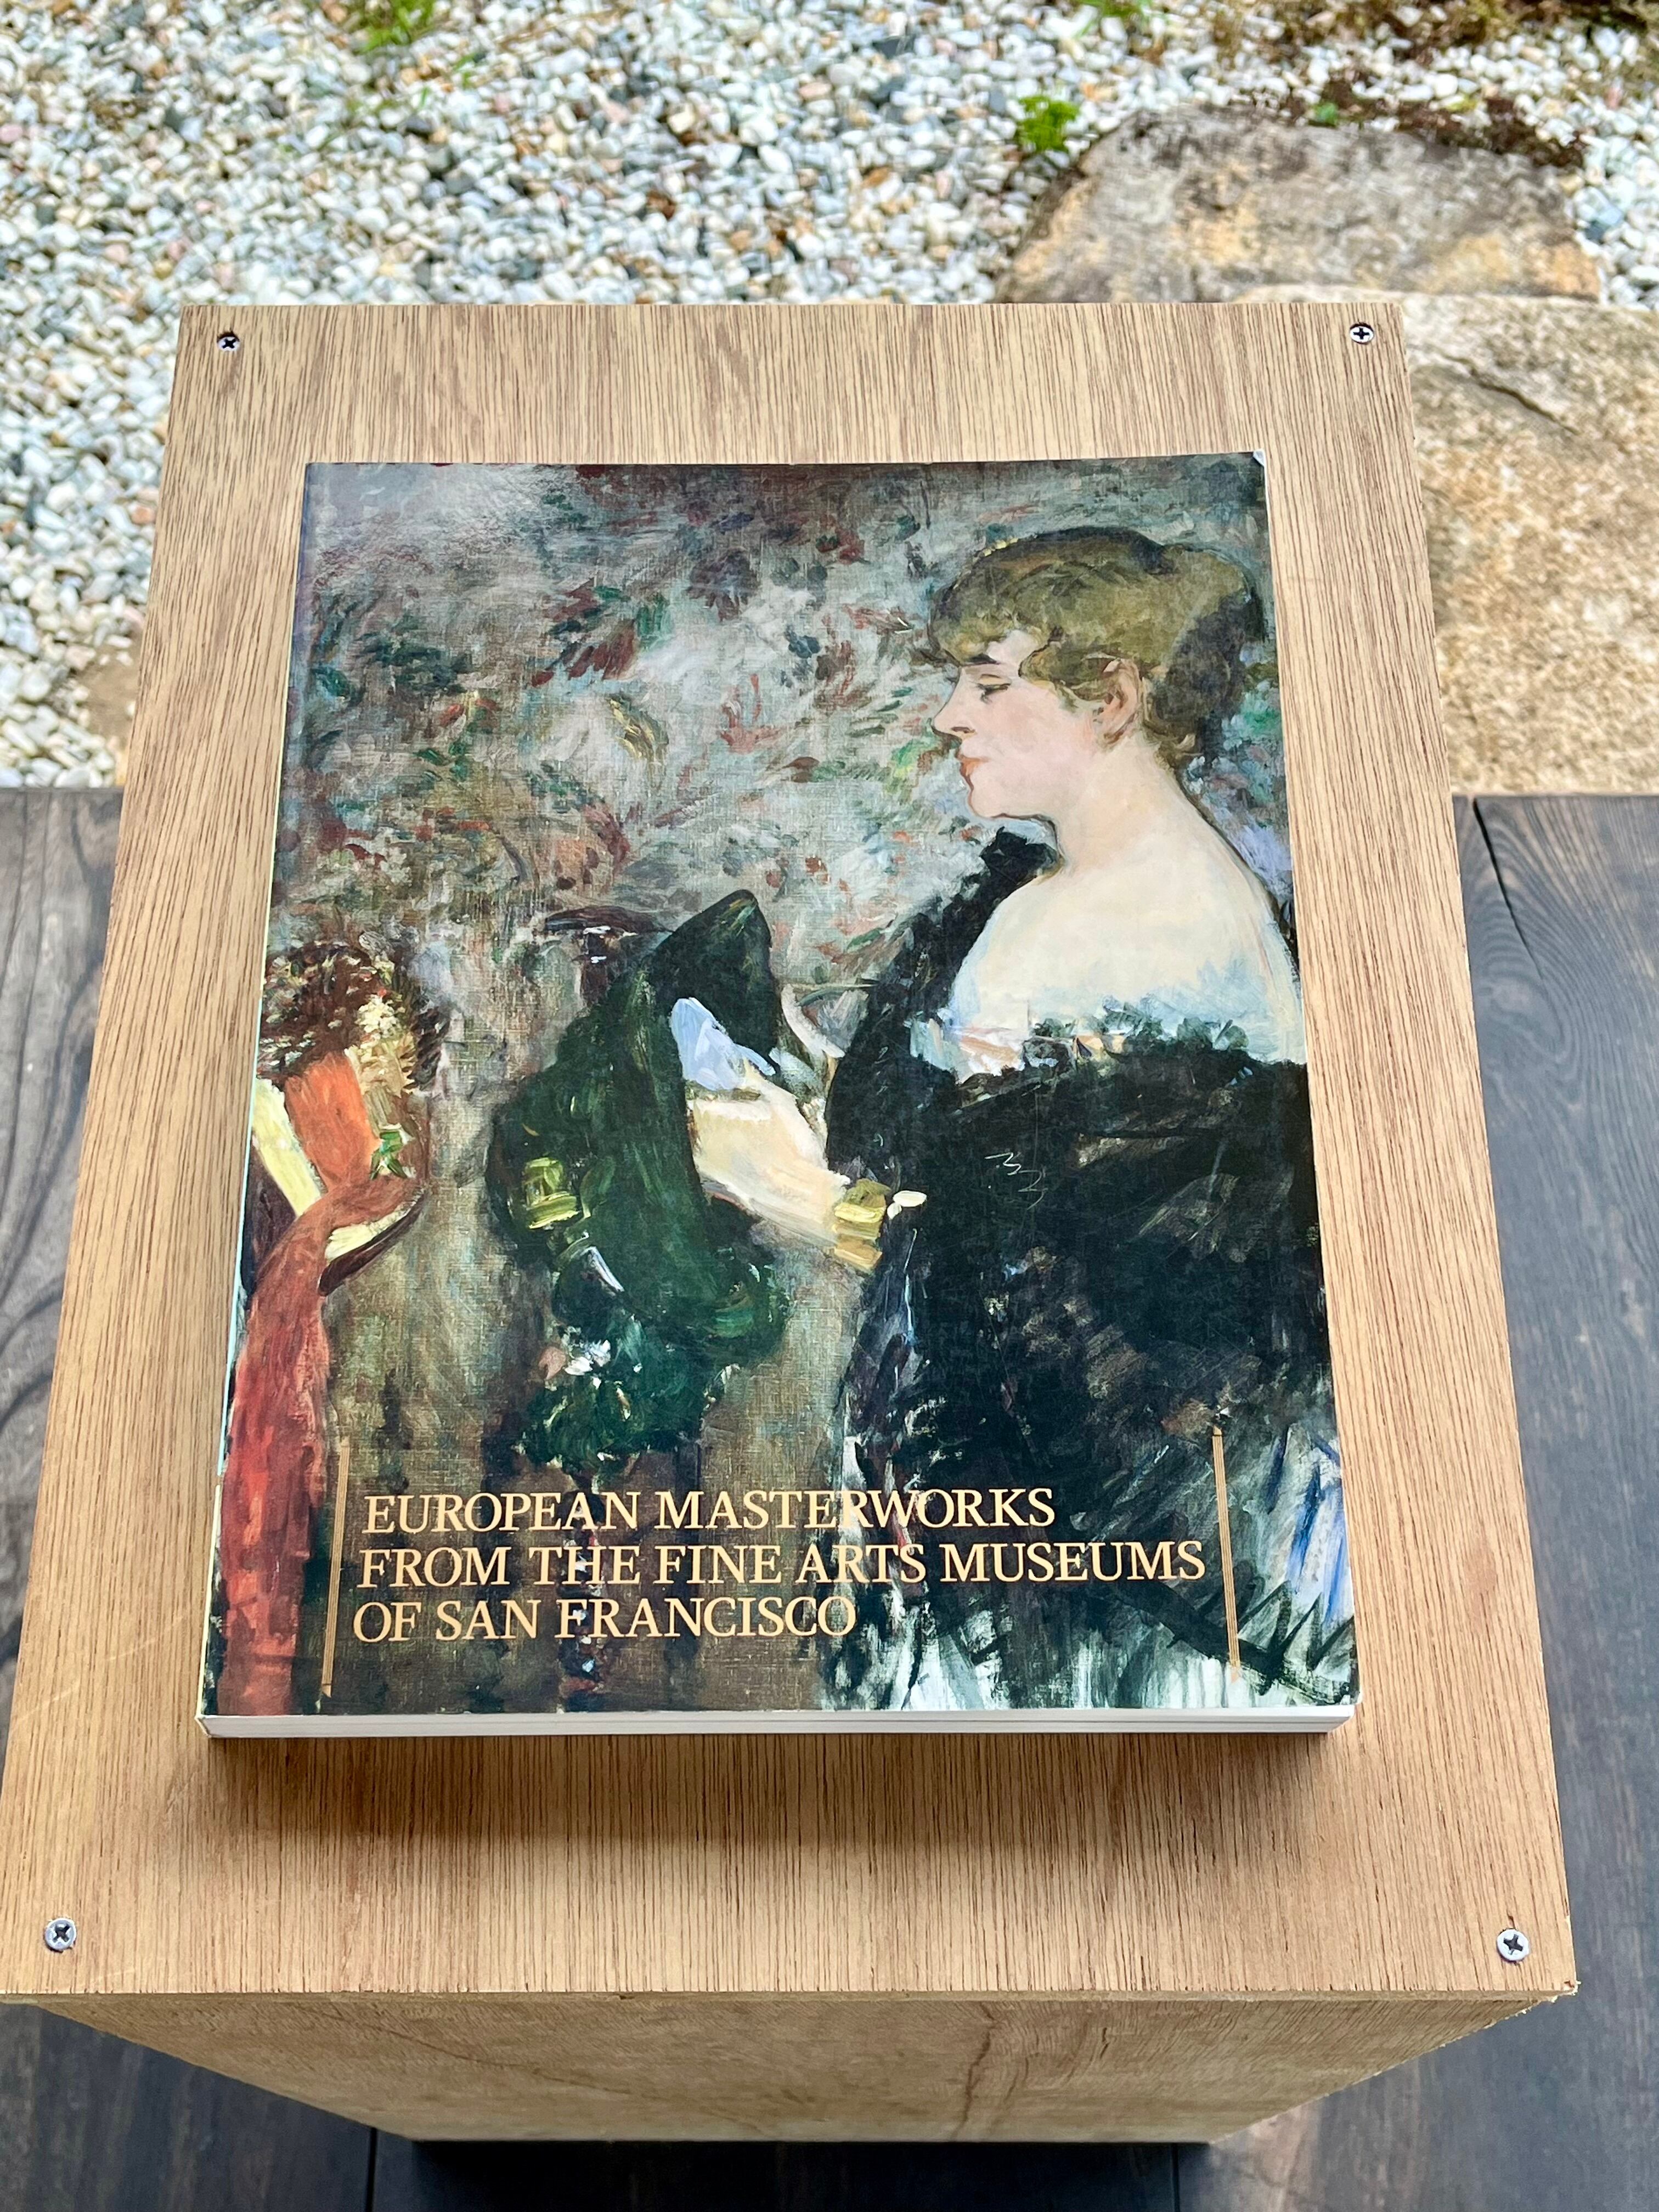 EUROPEAN MASTERWORKS
FROM THE FINE ARTS MUSEUMS
OF SAN FRANCISCO